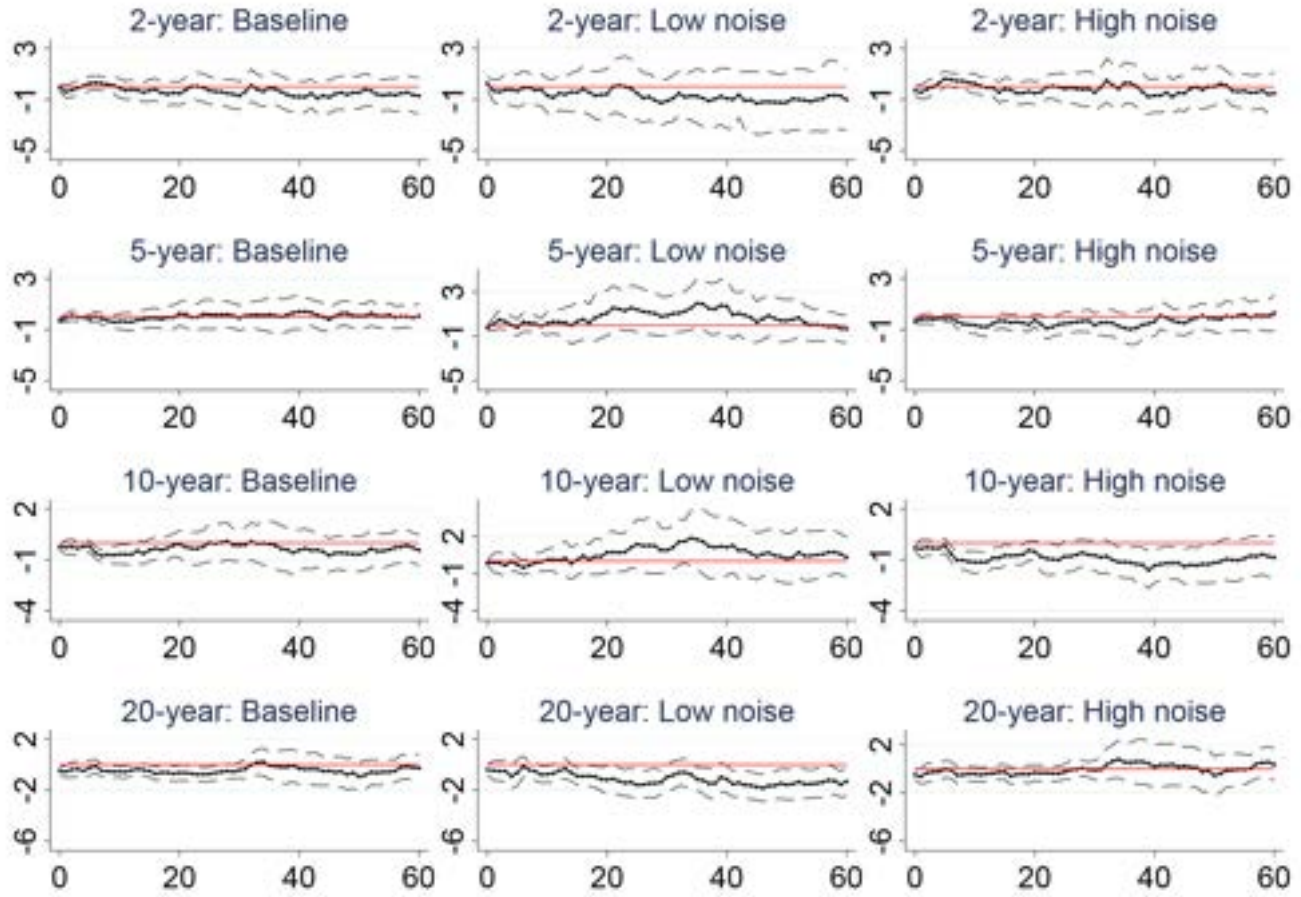 2-year: Baseline 2-year: Low noise 2-year: High noise
3 3 3
-1 -1 -1
-5 -5 -5
0 20 40 60 0 20 40 60 0 20 40 60
5-year: Baseline 5-year: Low noise 5-year: High noise
3 3 3
-1 -1 -1
-5 -5 -5
0 20 40 60 0 20 40 60 0 20 40 60
10-year: Baseline 10-year: Low noise 10-year: High noise
2 2 2
-1 -1 -1
-4 -4 -4
0 20 40 60 0 20 40 60 0 20 40 60
20-year: Baseline 20-year: Low noise 20-year: High noise
2 2 2
-2 -2 -2
-6 -6 -6
0 20 40 60 0 20 40 60 0 20 40 60